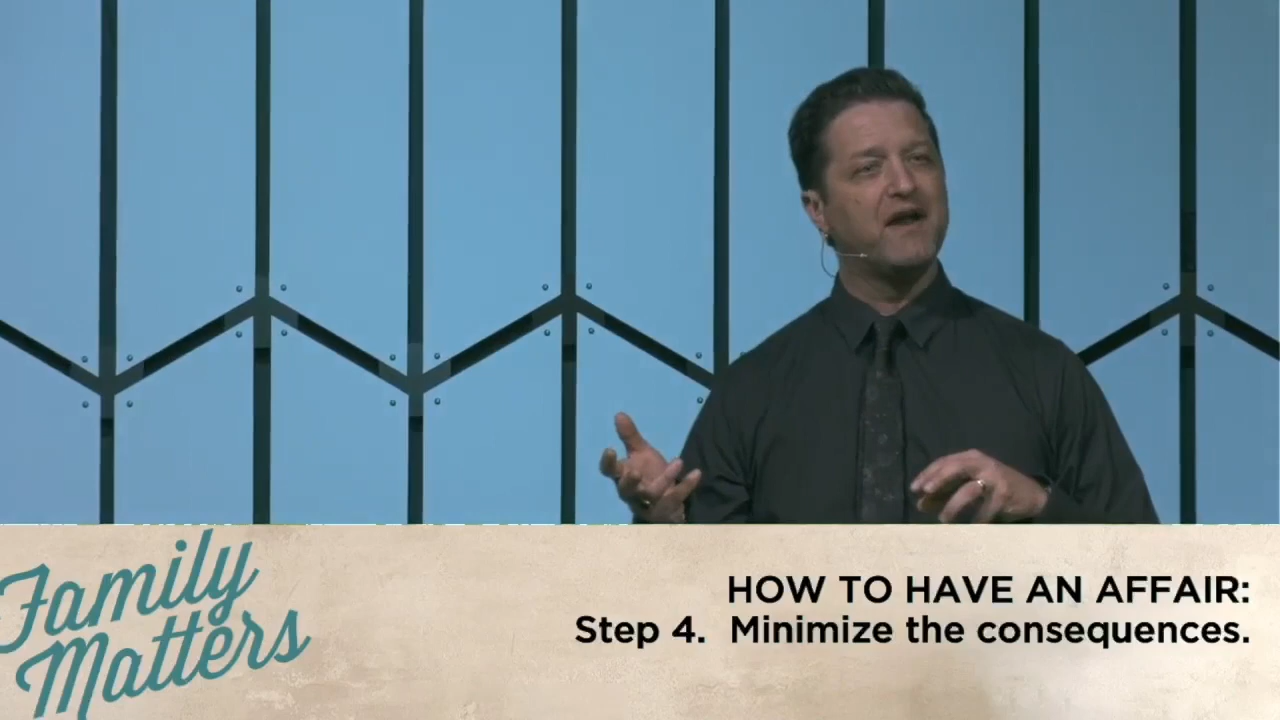 Family
Matters
HOW TO HAVE AN AFFAIR:
Step 4. Minimize the consequences.